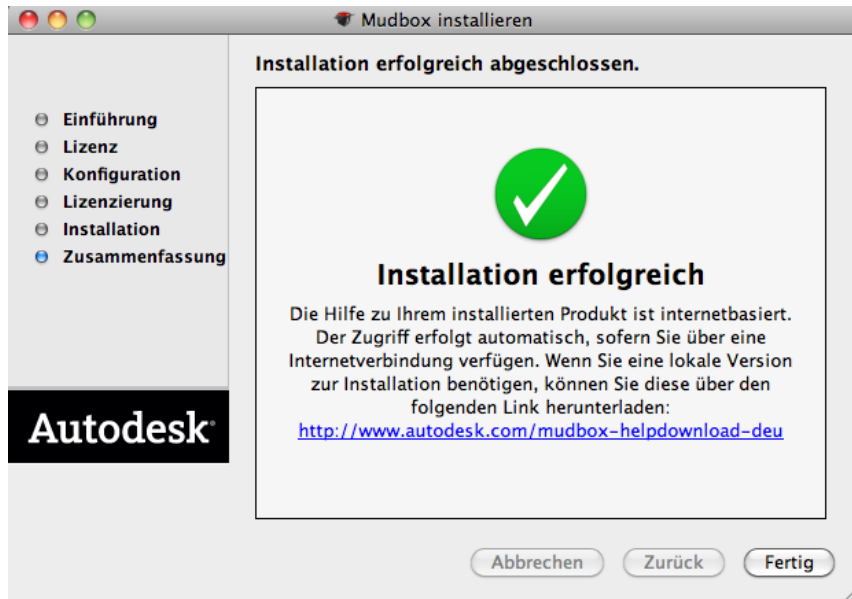 Mudbox installieren
Installation erfolgreich abgeschlossen.
Einführung
Lizenz
Konfiguration
Lizenzierung
Installation
Zusammenfassung
Autodesk
Installation erfolgreich
Die Hilfe zu Ihrem installierten Produkt ist internetbasiert.
Der Zugriff erfolgt automatisch, sofern Sie über eine
Internetverbindung verfügen. Wenn Sie eine lokale Version
zur Installation benötigen, können Sie diese über den
folgenden Link herunterladen:
http://www.autodesk.com/mudbox-helpdownload-deu
Abbrechen
Zurück
Fertig